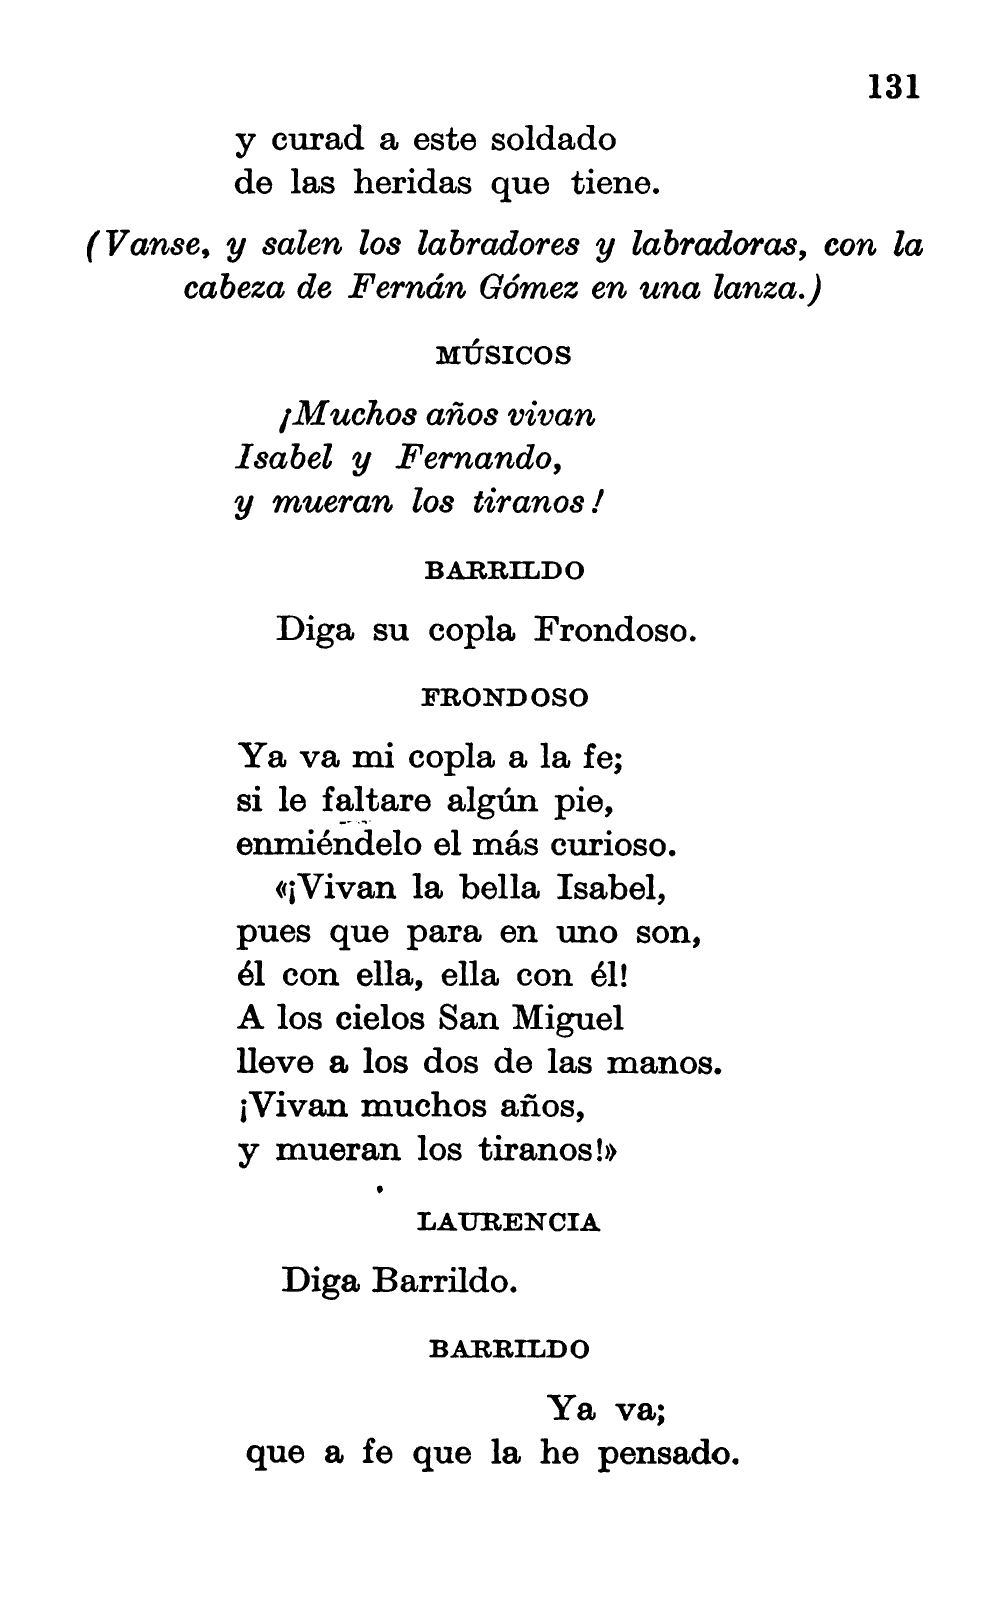 131
y curad a este soldado
de las heridas que tiene.
(Vanse, y salen los labradores y labradoras, con la
cabeza de Fernán Gómez en una lanza.)
MÚSICOS
¡Muchos años vivan
Isabel y Fernando,
y mueran los tiranos!
BARRILDO
Diga su copla Frondoso.
FRONDOSO
Ya va mi copla a la fe;
si le faltare algún pie,
enmiéndelo el más curioso.
«¡Vivan la bella Isabel,
pues que para en uno son,
él con ella, ella con él!
A los cielos San Miguel
lleve a los dos de las manos.
¡Vivan muchos años,
y mueran los tiranos!»
LAURENCIA
Diga Barrildo.
BARRILDO
Ya va;
que a fe que la he pensado.